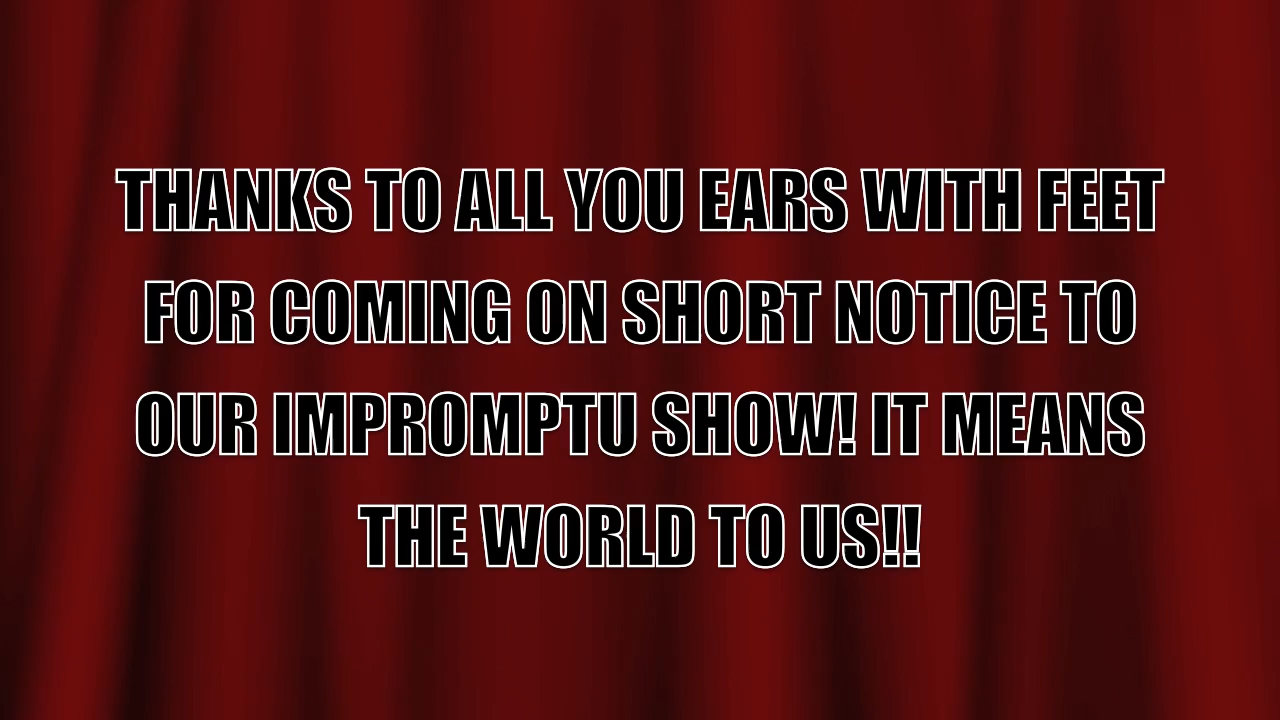 THANKS TO ALL YOU EARS WITH FEET
FOR COMING ON SHORT NOTICE TO
OUR IMPROMPTU SHOW! IT MEANS
THE WORLD TO US!!